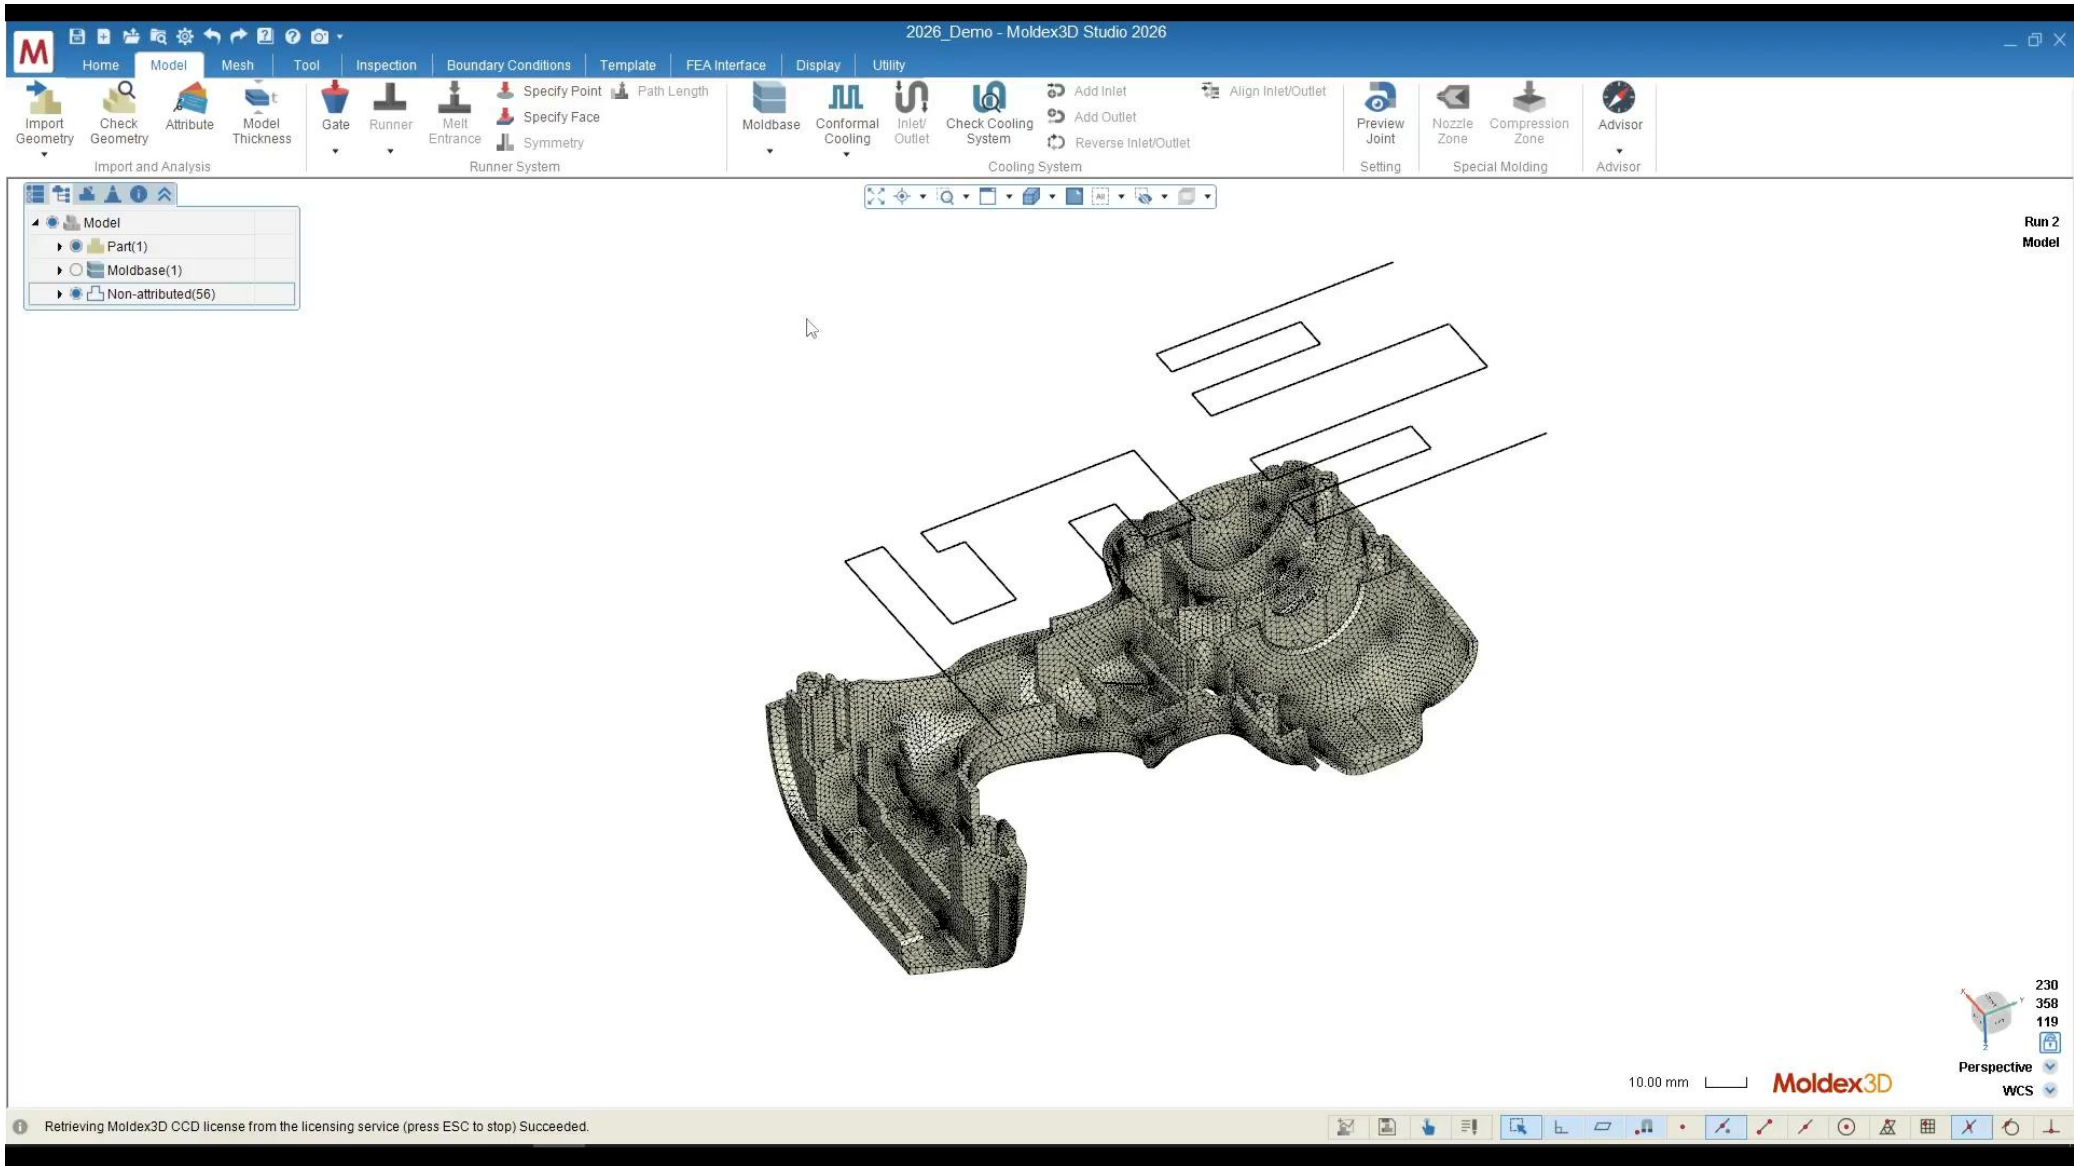 2026_Demo - Moldex3D Studio 2026
M
Home Model Mesh Tool Inspection Boundary Conditions Template FEA Interface Display Utility
Import Geometry
Check Geometry
Attribute
Model Thickness
Import and Analysis
Gate
Runner
Melt Entrance
Specify Point
Path Length
Specify Face
Symmetry
Runner System
Moldbase
Conformal Cooling
Inlet/ Outlet
Check Cooling System
Add Inlet
Add Outlet
Reverse Inlet/Outlet
Align Inlet/Outlet
Cooling System
Preview Joint
Setting
Nozzle Zone
Compression Zone
Special Molding
Advisor
Advisor
Model
Part(1)
Moldbase(1)
Non-attributed(56)
Run 2
Model
230
358
119
Perspective
WCS
10.00 mm
Moldex3D
Retrieving Moldex3D CCD license from the licensing service (press ESC to stop) Succeeded.